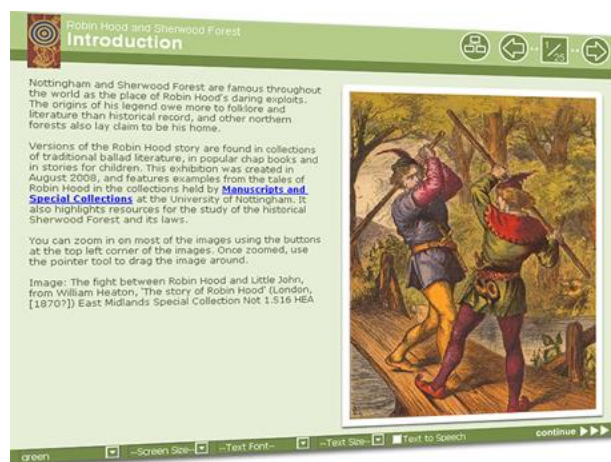 Robin Hood and Sherwood Forest
Introduction
1/25
Nottingham and Sherwood Forest are famous throughout
the world as the place of Robin Hood's daring exploits.
The origins of his legend owe more to folklore and
literature than historical record, and other northern
forests also lay claim to be his home.
Versions of the Robin Hood story are found in collections
of traditional ballad literature, in popular chap books and
in stories for children. This exhibition was created in
August 2008, and features examples from the tales of
Robin Hood in the collections held by Manuscripts and
Special Collections at the University of Nottingham. It
also highlights resources for the study of the historical
Sherwood Forest and its laws.
You can zoom in on most of the images using the buttons
at the top left corner of the images. Once zoomed, use
the pointer tool to drag the image around.
Image: The fight between Robin Hood and Little John,
from William Heaton, 'The story of Robin Hood' (London,
[1870?]) East Midlands Special Collection Not 1.S16 HEA
green --Screen Size-- --Text Font-- --Text Size-- Text to Speech continue